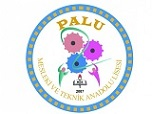 PALU
MESLEKİ VE TEKNİK ANADOLU LİSESİ
2007